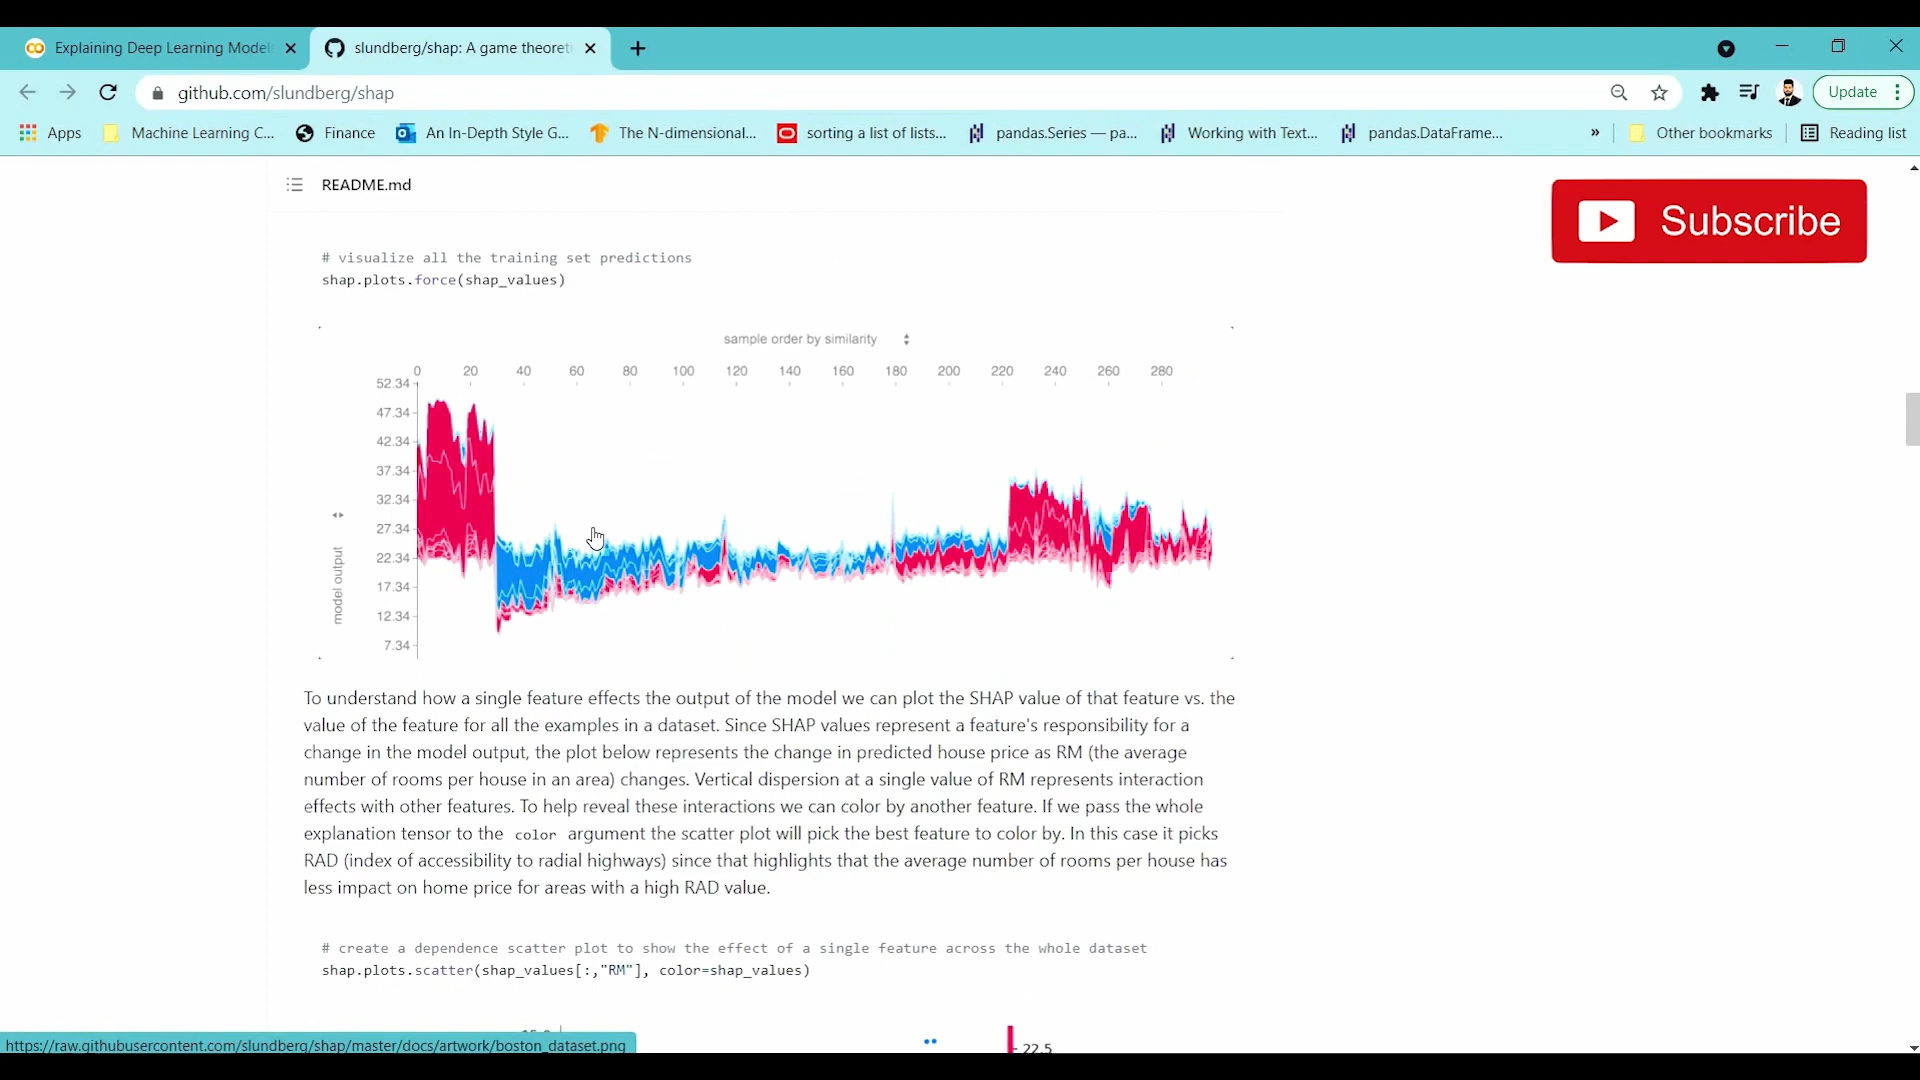 Explaining Deep Learning Model
slundberg/shap: A game theoreti
github.com/slundberg/shap
Update
Apps
Machine Learning C...
Finance
An In-Depth Style G...
The N-dimensional...
sorting a list of lists...
pandas.Series — pa...
Working with Text...
pandas.DataFrame...
»
Other bookmarks
Reading list
README.md
Subscribe
# visualize all the training set predictions
shap.plots.force(shap_values)
sample order by similarity
0 20 40 60 80 100 120 140 160 180 200 220 240 260 280
52.34
47.34
42.34
37.34
32.34
27.34
22.34
17.34
12.34
7.34
model output
To understand how a single feature effects the output of the model we can plot the SHAP value of that feature vs. the
value of the feature for all the examples in a dataset. Since SHAP values represent a feature's responsibility for a
change in the model output, the plot below represents the change in predicted house price as RM (the average
number of rooms per house in an area) changes. Vertical dispersion at a single value of RM represents interaction
effects with other features. To help reveal these interactions we can color by another feature. If we pass the whole
explanation tensor to the color argument the scatter plot will pick the best feature to color by. In this case it picks
RAD (index of accessibility to radial highways) since that highlights that the average number of rooms per house has
less impact on home price for areas with a high RAD value.
# create a dependence scatter plot to show the effect of a single feature across the whole dataset
shap.plots.scatter(shap_values[:,"RM"], color=shap_values)
22.5
https://raw.githubusercontent.com/slundberg/shap/master/docs/artwork/boston_dataset.png